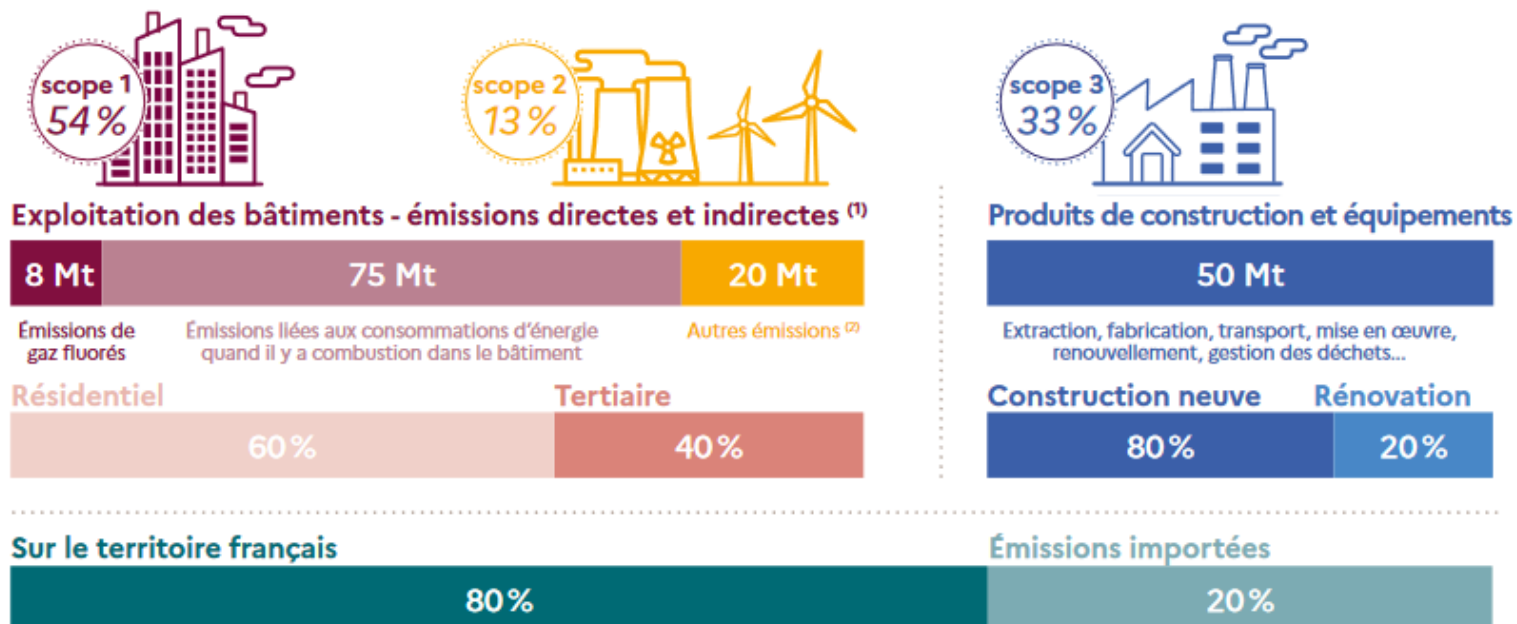 scope 1
54 %
scope 2
13 %
scope 3
33 %
Exploitation des bâtiments - émissions directes et indirectes (1)
8 Mt
75 Mt
20 Mt
Émissions de
gaz fluorés
Émissions liées aux consommations d'énergie
quand il y a combustion dans le bâtiment
Autres émissions (2)
Résidentiel
Tertiaire
60 %
40 %
Produits de construction et équipements
50 Mt
Extraction, fabrication, transport, mise en œuvre,
renouvellement, gestion des déchets...
Construction neuve
Rénovation
80 %
20 %
Sur le territoire français
Émissions importées
80 %
20 %